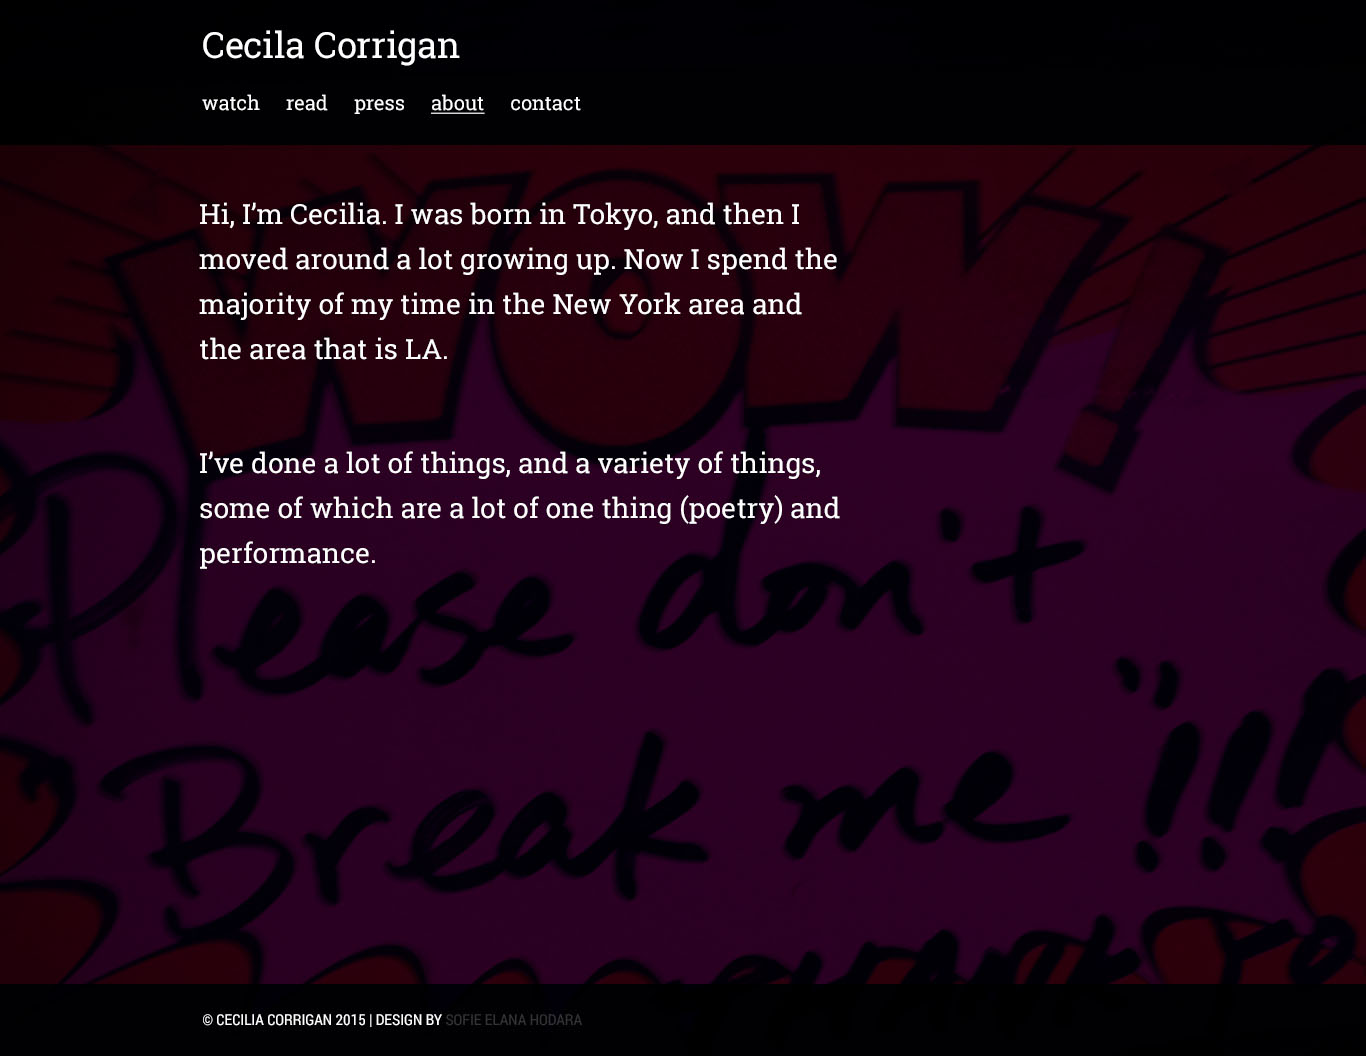 Cecila Corrigan
watch read press about contact
WOW!
Hi, I’m Cecilia. I was born in Tokyo, and then I
moved around a lot growing up. Now I spend the
majority of my time in the New York area and
the area that is LA.
I’ve done a lot of things, and a variety of things,
some of which are a lot of one thing (poetry) and
performance.
Please don't
Break me "!!!
© CECILIA CORRIGAN 2015 | DESIGN BY SOFIE ELANA HODARA